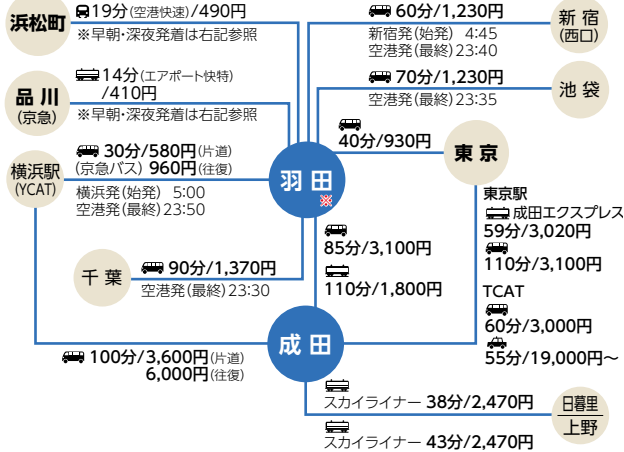 浜松町
19分(空港快速)/490円
※早朝・深夜発着は右記参照
60分/1,230円
新宿発(始発) 4:45
空港発(最終) 23:40
新 宿
(西口)
品 川
(京急)
14分(エアポート快特)
/410円
※早朝・深夜発着は右記参照
70分/1,230円
空港発(最終)23:35
池 袋
40分/930円
東 京
横浜駅
(YCAT)
30分/580円(片道)
(京急バス) 960円(往復)
横浜発(始発) 5:00
空港発(最終)23:50
羽 田
※
東京駅
成田エクスプレス
59分/3,020円
110分/3,100円
TCAT
60分/3,000円
55分/19,000円〜
85分/3,100円
110分/1,800円
千 葉
90分/1,370円
空港発(最終)23:30
成 田
100分/3,600円(片道)
6,000円(往復)
スカイライナー 38分/2,470円
スカイライナー 43分/2,470円
日暮里
上野